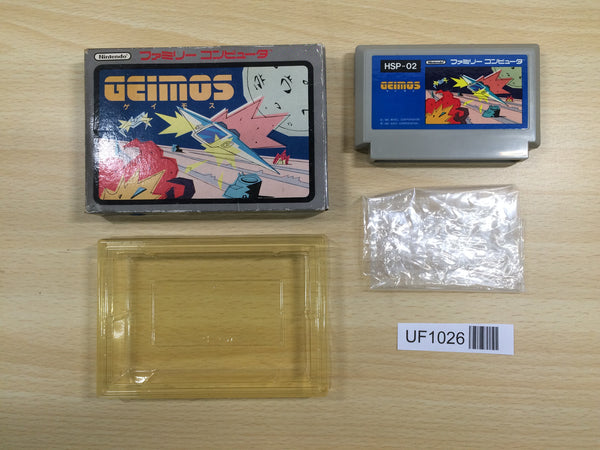 Nintendo
ファミリー コンピュータ
GEIMOS
ゲイモス
HSP-02
Nintendo
ファミリー コンピュータ
GEIMOS
UF1026